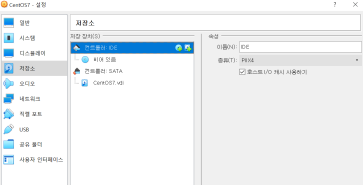 CentOS7 - 설정
? ×
일반
시스템
디스플레이
저장소
오디오
네트워크
직렬 포트
USB
공유 폴더
사용자 인터페이스
저장소
저장 장치(S)
컨트롤러: IDE
비어 있음
컨트롤러: SATA
CentOS7.vdi
속성
이름(N): IDE
종류(T): PIIX4
호스트 I/O 캐시 사용하기